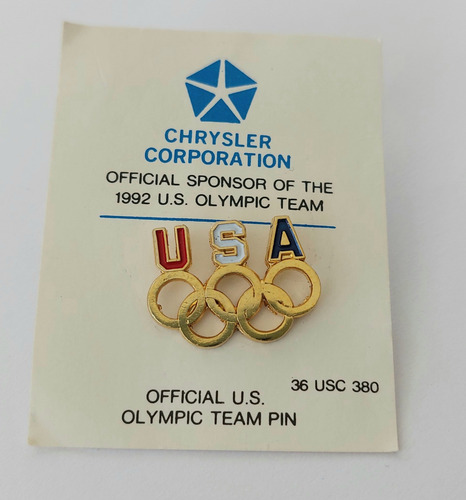 CHRYSLER
CORPORATION
OFFICIAL SPONSOR OF THE
1992 U.S. OLYMPIC TEAM
USA
36 USC 380
OFFICIAL U.S.
OLYMPIC TEAM PIN